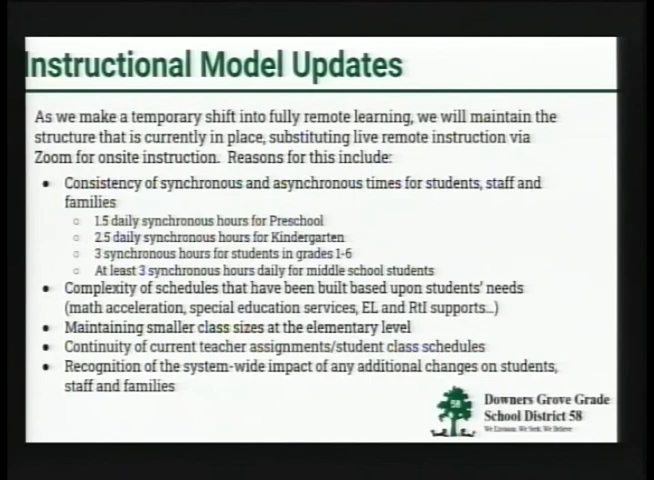 Instructional Model Updates
As we make a temporary shift into fully remote learning, we will maintain the
structure that is currently in place, substituting live remote instruction via
Zoom for onsite instruction. Reasons for this include:
• Consistency of synchronous and asynchronous times for students, staff and
families
○ 1.5 daily synchronous hours for Preschool
○ 2.5 daily synchronous hours for Kindergarten
○ 3 synchronous hours for students in grades 1-6
○ At least 3 synchronous hours daily for middle school students
• Complexity of schedules that have been built based upon students' needs
(math acceleration, special education services, EL and RtI supports...)
• Maintaining smaller class sizes at the elementary level
• Continuity of current teacher assignments/student class schedules
• Recognition of the system-wide impact of any additional changes on students,
staff and families
58
Downers Grove Grade
School District 58
We Envision. We Seek. We Believe